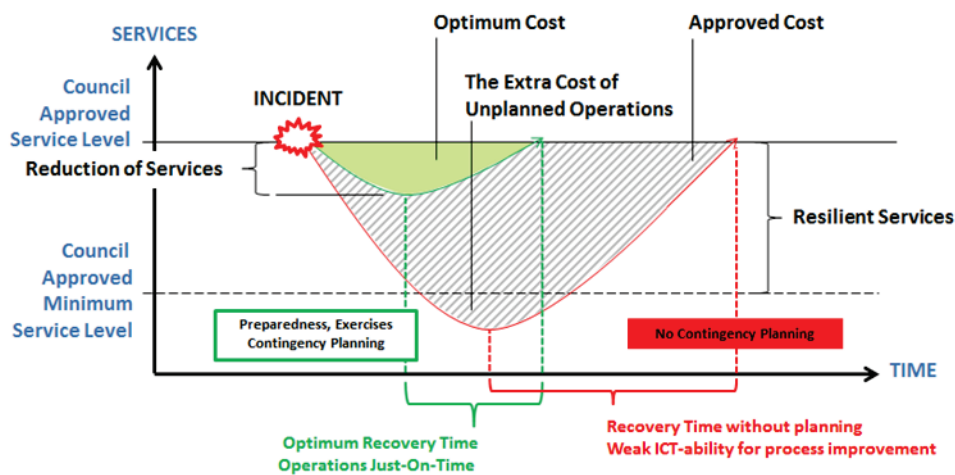 SERVICES
Optimum Cost
Approved Cost
Council
Approved
Service Level
INCIDENT
The Extra Cost of
Unplanned Operations
Reduction of Services
Resilient Services
Council
Approved
Minimum
Service Level
Preparedness, Exercises
Contingency Planning
No Contingency Planning
TIME
Optimum Recovery Time
Operations Just-On-Time
Recovery Time without planning
Weak ICT-ability for process improvement